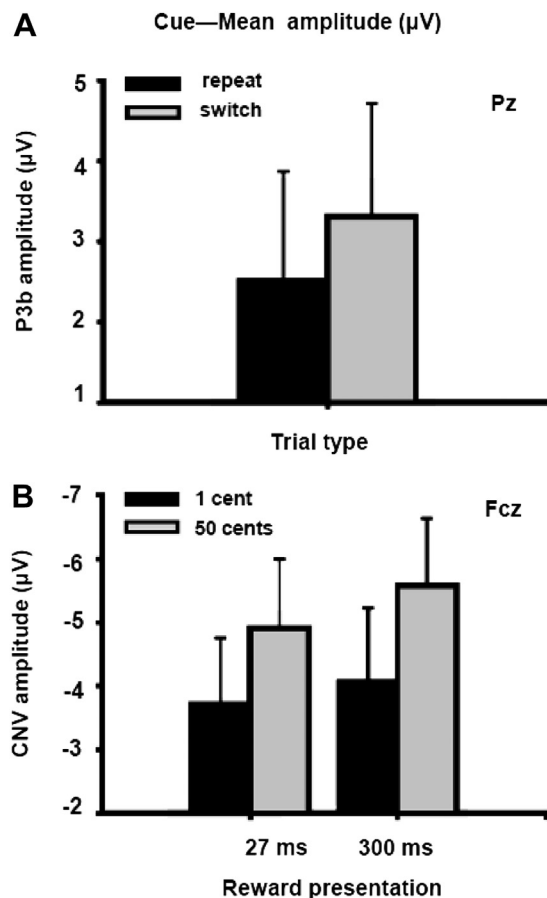 A
Cue—Mean amplitude (µV)
P3b amplitude (µV)
5
4
3
2
1
repeat
switch
Pz
Trial type
B
CNV amplitude (µV)
-7
-6
-5
-4
-3
-2
1 cent
50 cents
Fcz
27 ms 300 ms
Reward presentation